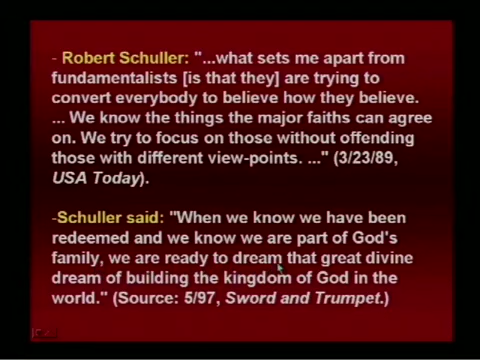 - Robert Schuller: "...what sets me apart from
fundamentalists [is that they] are trying to
convert everybody to believe how they believe.
... We know the things the major faiths can agree
on. We try to focus on those without offending
those with different view-points. ..." (3/23/89,
USA Today).
-Schuller said: "When we know we have been
redeemed and we know we are part of God's
family, we are ready to dream that great divine
dream of building the kingdom of God in the
world." (Source: 5/97, Sword and Trumpet.)